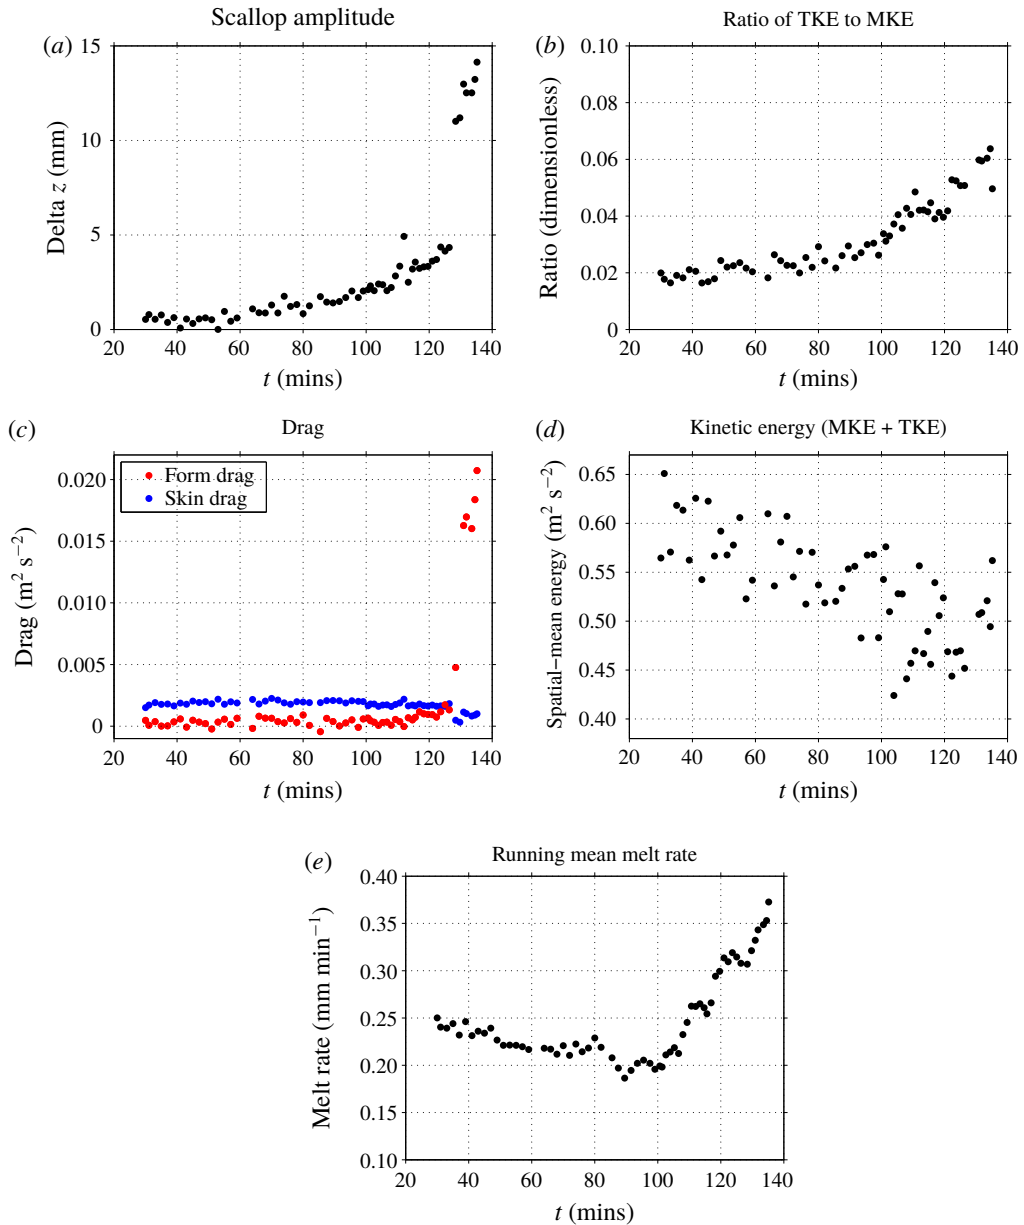 Scallop amplitude
(a)
15
10
5
0
Delta z (mm)
20 40 60 80 100 120 140
t (mins)
Ratio of TKE to MKE
(b)
0.10
0.08
0.06
0.04
0.02
0
Ratio (dimensionless)
20 40 60 80 100 120 140
t (mins)
(c)
Drag
Form drag
Skin drag
0.020
0.015
0.010
0.005
0
Drag (m² s⁻²)
20 40 60 80 100 120 140
t (mins)
(d)
Kinetic energy (MKE + TKE)
0.65
0.60
0.55
0.50
0.45
0.40
Spatial−mean energy (m² s⁻²)
20 40 60 80 100 120 140
t (mins)
(e)
Running mean melt rate
0.40
0.35
0.30
0.25
0.20
0.15
0.10
Melt rate (mm min⁻¹)
20 40 60 80 100 120 140
t (mins)